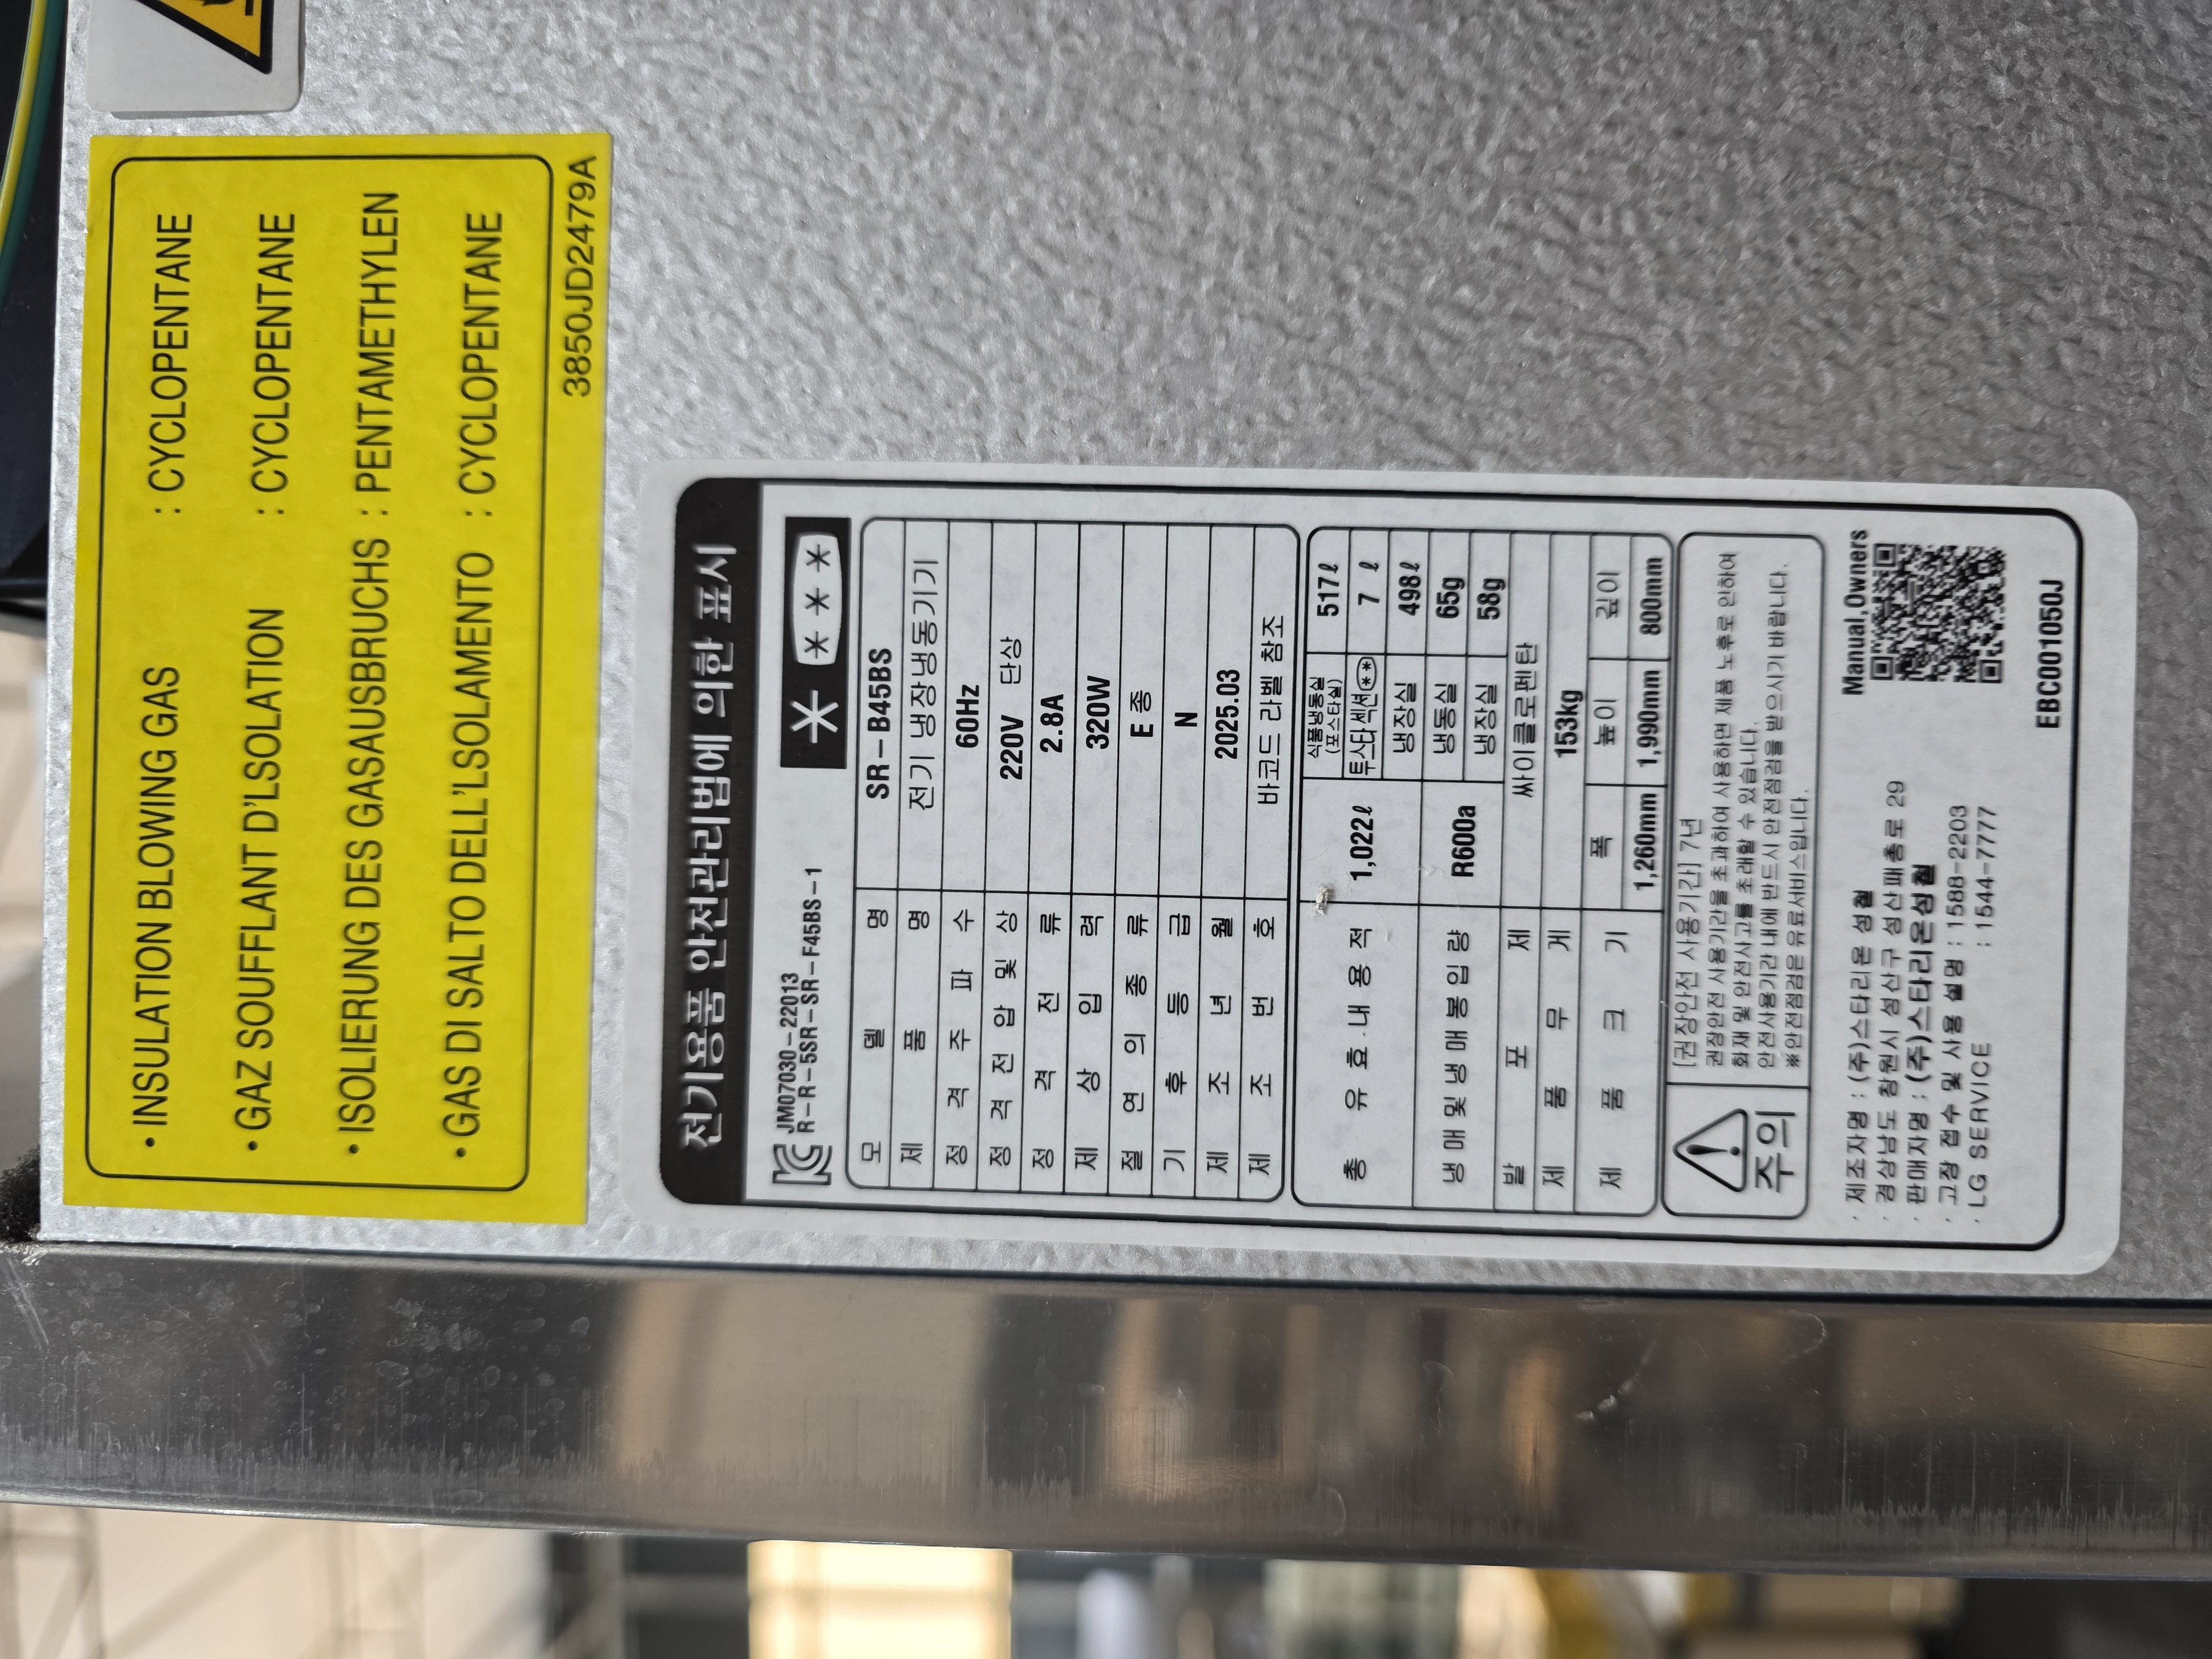 • INSULATION BLOWING GAS : CYCLOPENTANE
• GAZ SOUFFLANT D'LSOLATION : CYCLOPENTANE
• ISOLIERUNG DES GASAUSBRUCHS : PENTAMETHYLEN
• GAS DI SALTO DELL'LSOLAMENTO : CYCLOPENTANE
3850JD2479A
전기용품 안전관리법에 의한 표시
JM07030-22013
R-R-5SR-SR-F45BS-1
모델명 SR-B45BS
제품명 전기 냉장냉동기기
정격주파수 60Hz
정격전압및상 220V 단상
정격전류 2.8A
제상입력 320W
절연의종류 E 종
기후등급 N
제조년월 2025.03
제조번호 바코드 라벨 참조
총유효.내용적 1,022ℓ 식품냉동실 (포스타실) 517ℓ
투스타섹션 7 ℓ
냉장실 498ℓ
냉매및냉매봉입량 R600a 냉동실 65g
냉장실 58g
발포제 싸이클로펜탄
제품무게 153kg
제품크기 폭 높이 깊이
1,260mm 1,990mm 800mm
주의
[권장안전 사용기간] 7년
권장안전 사용기간을 초과하여 사용하면 제품 노후로 인하여
화재 및 안전사고를 초래할 수 있습니다.
안전사용기간 내에 반드시 안전점검을 받으시기 바랍니다.
※안전점검은 유료서비스입니다.
· 제조자명 : (주)스타리온 성철
· 경상남도 창원시 성산구 성산패총로 29
· 판매자명 : (주)스타리온성철
· 고장 접수 및 사용 설명 : 1588-2203
· LG SERVICE : 1544-7777
Manual,Owners
EBC001050J